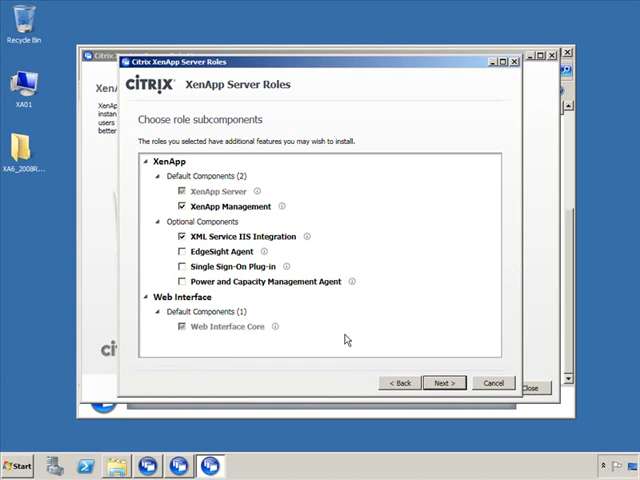 Recycle Bin
XA01
XA6_2008R...
Citrix
Citrix XenApp Server Roles
CITRIX XenApp Server Roles
Choose role subcomponents
The roles you selected have additional features you may wish to install.
XenApp
Default Components (2)
XenApp Server
XenApp Management
Optional Components
XML Service IIS Integration
EdgeSight Agent
Single Sign-On Plug-in
Power and Capacity Management Agent
Web Interface
Default Components (1)
Web Interface Core
< Back
Next >
Cancel
Close
Start